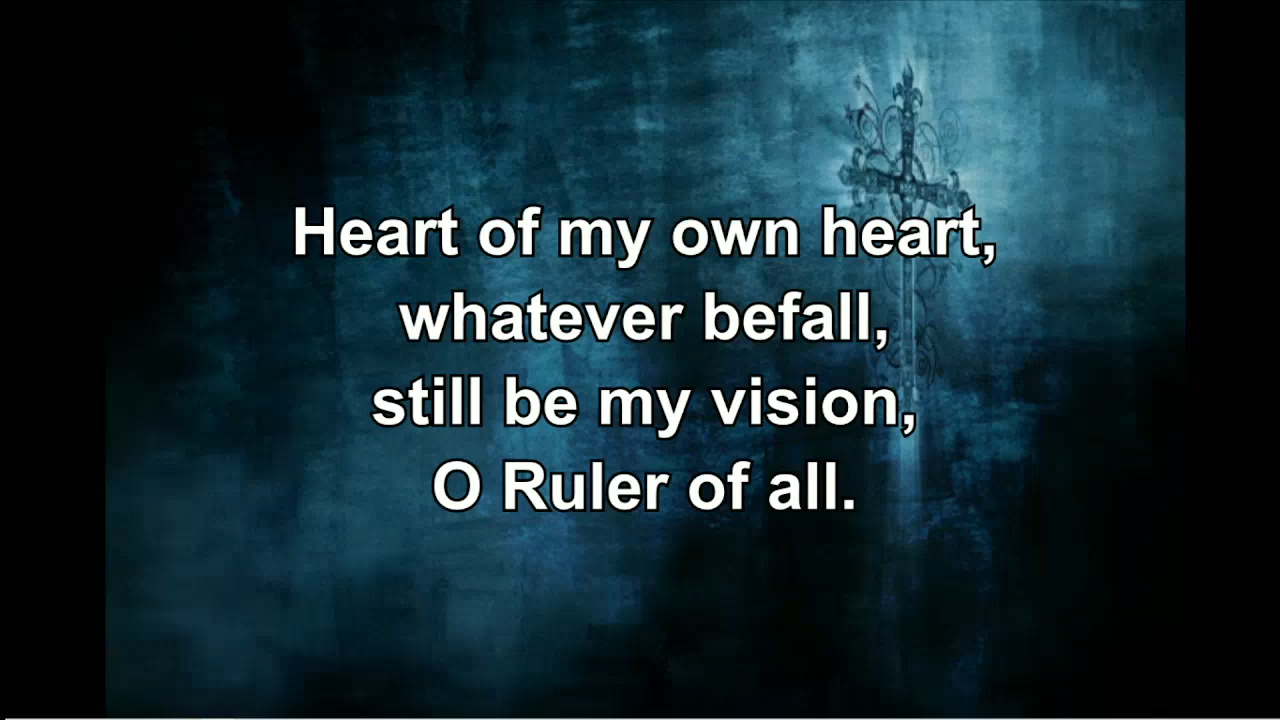 Heart of my own heart,
whatever befall,
still be my vision,
O Ruler of all.